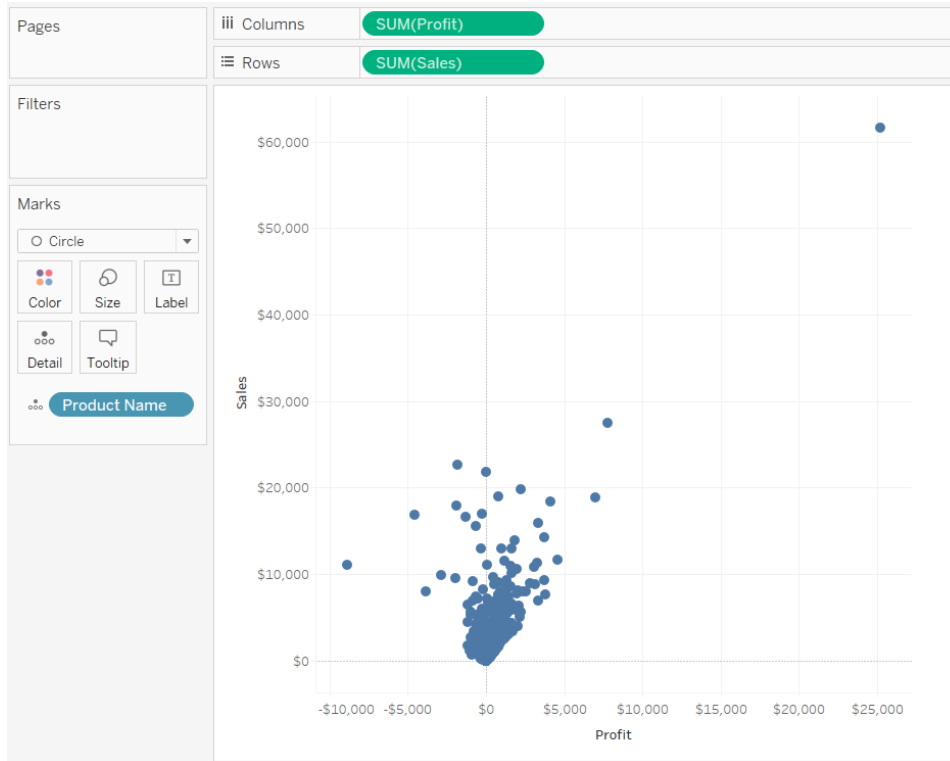 Pages
Columns
SUM(Profit)
Rows
SUM(Sales)
Filters
Marks
Circle
Color
Size
T
Label
Detail
Tooltip
Product Name
Sales
$60,000
$50,000
$40,000
$30,000
$20,000
$10,000
$0
-$10,000 -$5,000 $0 $5,000 $10,000 $15,000 $20,000 $25,000
Profit